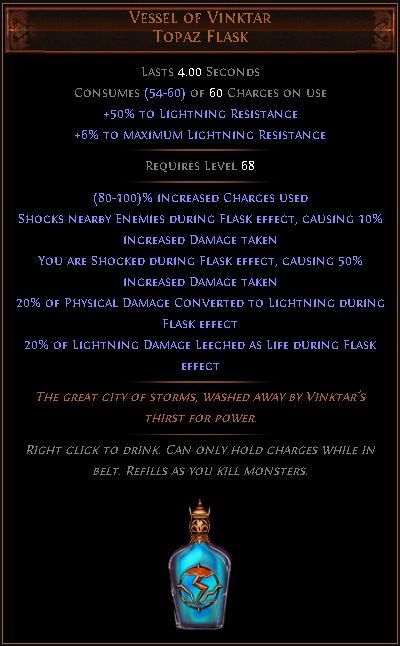 Vessel of Vinktar
Topaz Flask
Lasts 4.00 Seconds
Consumes (54-60) of 60 Charges on use
+50% to Lightning Resistance
+6% to maximum Lightning Resistance
Requires Level 68
(80-100)% increased Charges used
Shocks nearby Enemies during Flask effect, causing 10%
increased Damage taken
You are Shocked during Flask effect, causing 50%
increased Damage taken
20% of Physical Damage Converted to Lightning during
Flask effect
20% of Lightning Damage Leeched as Life during Flask
effect
The great city of storms, washed away by Vinktar's
thirst for power.
Right click to drink. Can only hold charges while in
belt. Refills as you kill monsters.